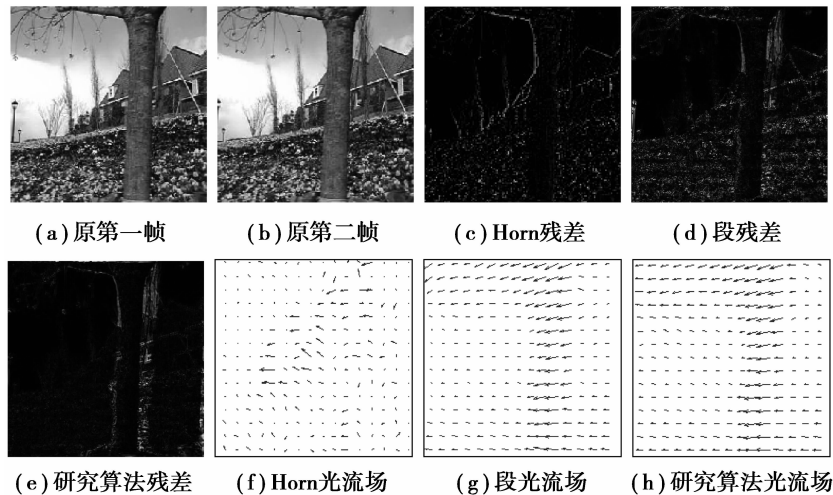 (a)原第一帧
(b)原第二帧
(c)Horn残差
(d)段残差
(e)研究算法残差
(f)Horn光流场
(g)段光流场
(h)研究算法光流场